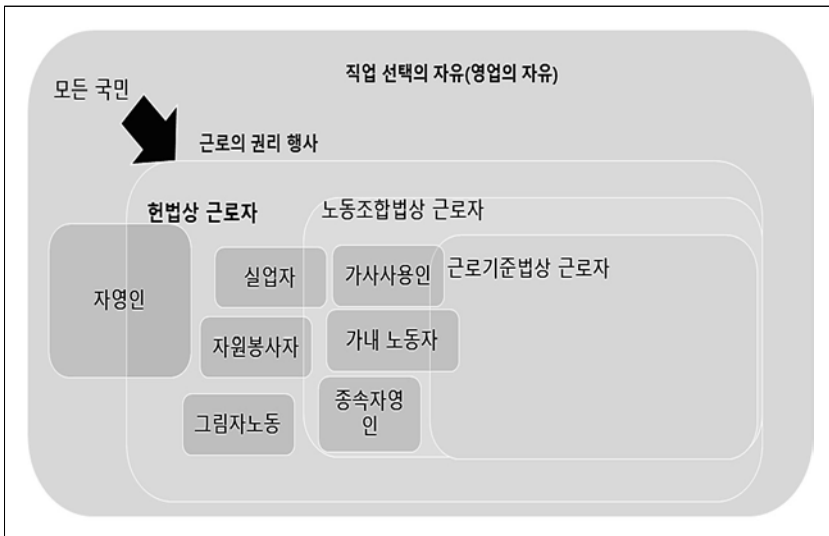 직업 선택의 자유(영업의 자유)
모든 국민
근로의 권리 행사
헌법상 근로자
노동조합법상 근로자
실업자
가사사용인
근로기준법상 근로자
자영인
자원봉사자
가내 노동자
종속자영
인
그림자노동